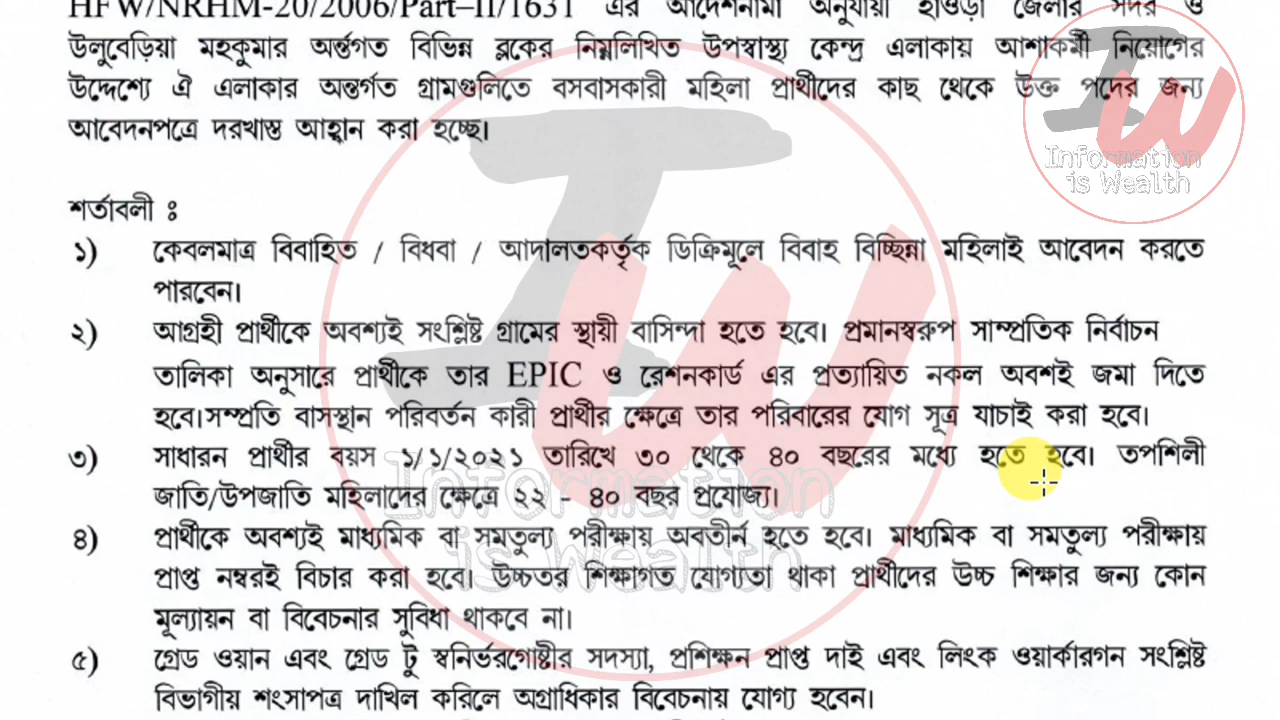 HFW/NRHM-20/2006/Part–II/1631 এর আদেশনামা অনুযায়ী হাওড়া জেলার সদর ও
উলুবেড়িয়া মহকুমার অর্ন্তগত বিভিন্ন ব্লকের নিম্নলিখিত উপস্বাস্থ্য কেন্দ্র এলাকায় আশাকর্মী নিয়োগের
উদ্দেশ্যে ঐ এলাকার অন্তর্গত গ্রামগুলিতে বসবাসকারী মহিলা প্রার্থীদের কাছ থেকে উক্ত পদের জন্য
আবেদনপত্রে দরখাস্ত আহ্বান করা হচ্ছে।
Information
is Wealth
শর্তাবলী ঃ
১) কেবলমাত্র বিবাহিত / বিধবা / আদালতকর্তৃক ডিক্রিমূলে বিবাহ বিচ্ছিন্না মহিলাই আবেদন করতে
পারবেন।
২) আগ্রহী প্রার্থীকে অবশ্যই সংশ্লিষ্ট গ্রামের স্থায়ী বাসিন্দা হতে হবে। প্রমানস্বরুপ সাম্প্রতিক নির্বাচন
তালিকা অনুসারে প্রার্থীকে তার EPIC ও রেশনকার্ড এর প্রত্যায়িত নকল অবশই জমা দিতে
হবে।সম্প্রতি বাসস্থান পরিবর্তন কারী প্রার্থীর ক্ষেত্রে তার পরিবারের যোগ সূত্র যাচাই করা হবে।
৩) সাধারন প্রার্থীর বয়স ১/১/২০২১ তারিখে ৩০ থেকে ৪০ বছরের মধ্যে হতে হবে। তপশিলী
জাতি/উপজাতি মহিলাদের ক্ষেত্রে ২২ - ৪০ বছর প্রযোজ্য।
Information
৪) প্রার্থীকে অবশ্যই মাধ্যমিক বা সমতুল্য পরীক্ষায় অবতীর্ন হতে হবে। মাধ্যমিক বা সমতুল্য পরীক্ষায়
is Wealth
প্রাপ্ত নম্বরই বিচার করা হবে। উচ্চতর শিক্ষাগত যোগ্যতা থাকা প্রার্থীদের উচ্চ শিক্ষার জন্য কোন
মূল্যায়ন বা বিবেচনার সুবিধা থাকবে না।
৫) গ্রেড ওয়ান এবং গ্রেড টু স্বনির্ভরগোষ্টীর সদস্যা, প্রশিক্ষন প্রাপ্ত দাই এবং লিংক ওয়ার্কারগন সংশ্লিষ্ট
বিভাগীয় শংসাপত্র দাখিল করিলে অগ্রাধিকার বিবেচনায় যোগ্য হবেন।